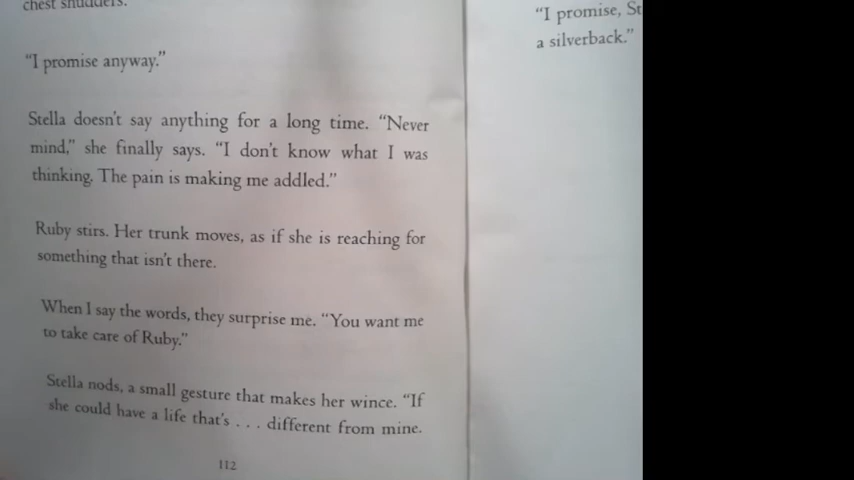 chest shudders.
"I promise anyway."
Stella doesn't say anything for a long time. "Never
mind," she finally says. "I don't know what I was
thinking. The pain is making me addled."
Ruby stirs. Her trunk moves, as if she is reaching for
something that isn't there.
When I say the words, they surprise me. "You want me
to take care of Ruby."
Stella nods, a small gesture that makes her wince. "If
she could have a life that's . . . different from mine.
112
"I promise, St
a silverback."